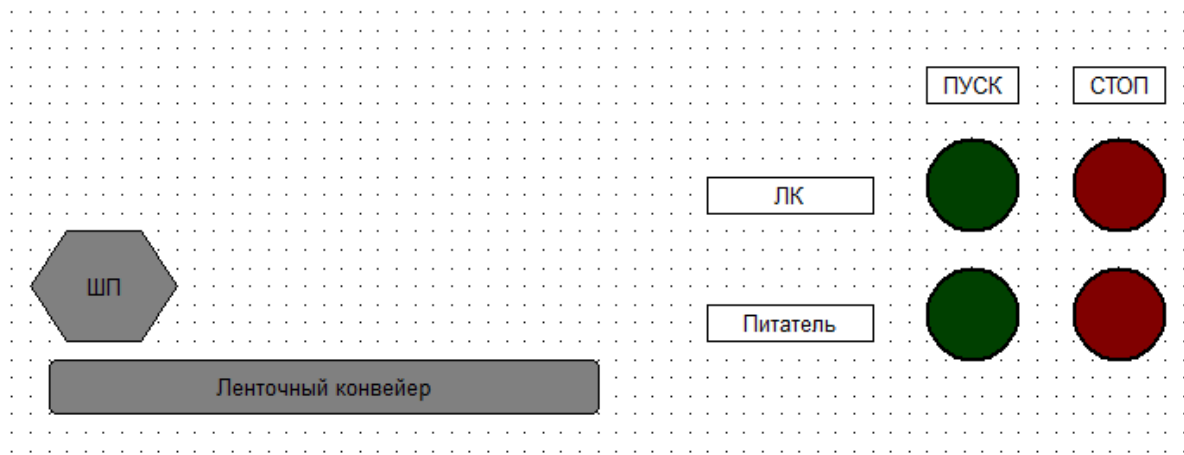 ПУСК
СТОП
ЛК
ШП
Питатель
Ленточный конвейер